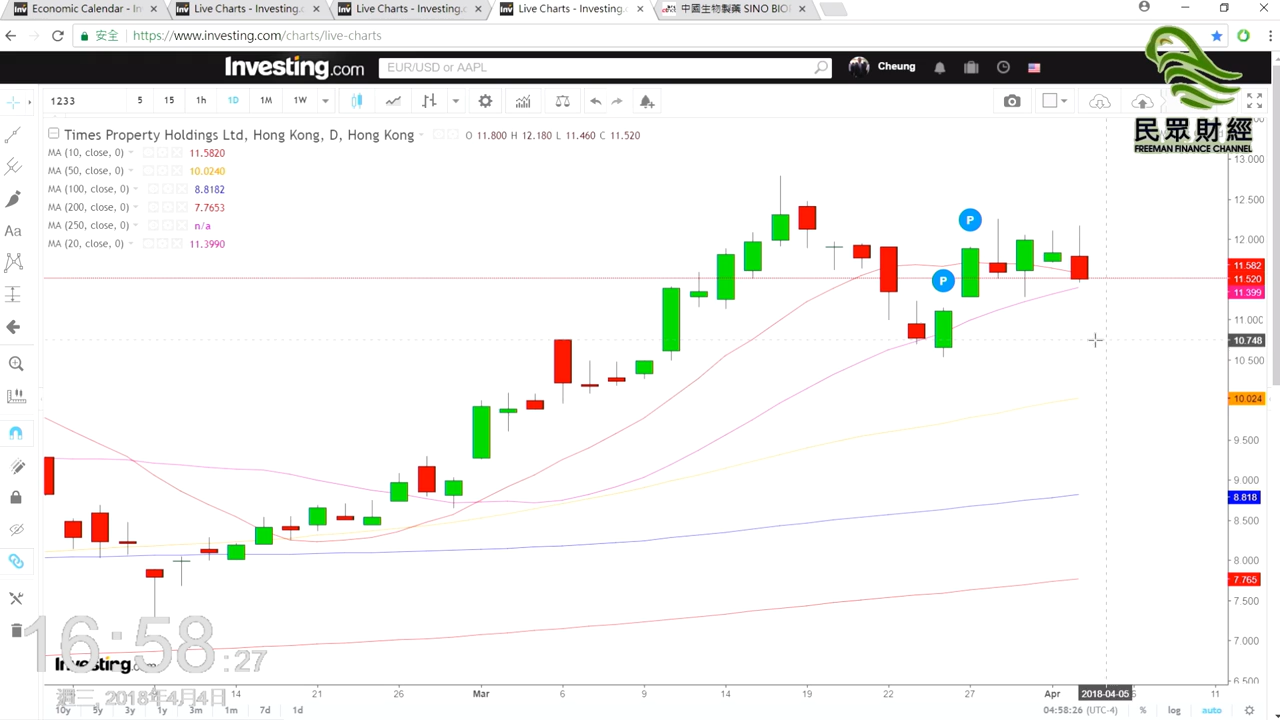 Economic Calendar - In
Live Charts - Investing.c
Live Charts - Investing.c
Live Charts - Investing.c
中國生物製藥 SINO BIOP
安全
https://www.investing.com/charts/live-charts
Investing.com
EUR/USD or AAPL
Cheung
民眾財經
FREEMAN FINANCE CHANNEL
1233
5
15
1h
1D
1M
1W
Times Property Holdings Ltd, Hong Kong, D, Hong Kong
O 11.800 H 12.180 L 11.460 C 11.520
MA (10, close, 0) 11.5820
MA (50, close, 0) 10.0240
MA (100, close, 0) 8.8182
MA (200, close, 0) 7.7653
MA (250, close, 0) n/a
MA (20, close, 0) 11.3990
P
P
13.000
12.500
12.000
11.582
11.520
11.399
11.000
10.748
10.500
10.024
9.500
9.000
8.818
8.500
8.000
7.765
7.500
7.000
6.500
16:58:27
Investing.com
週三, 2018年4月4日
14
21
26
Mar
6
9
14
19
22
27
Apr
2018-04-05
11
10y
5y
3y
1y
3m
1m
7d
1d
04:58:26 (UTC-4)
%
log
auto